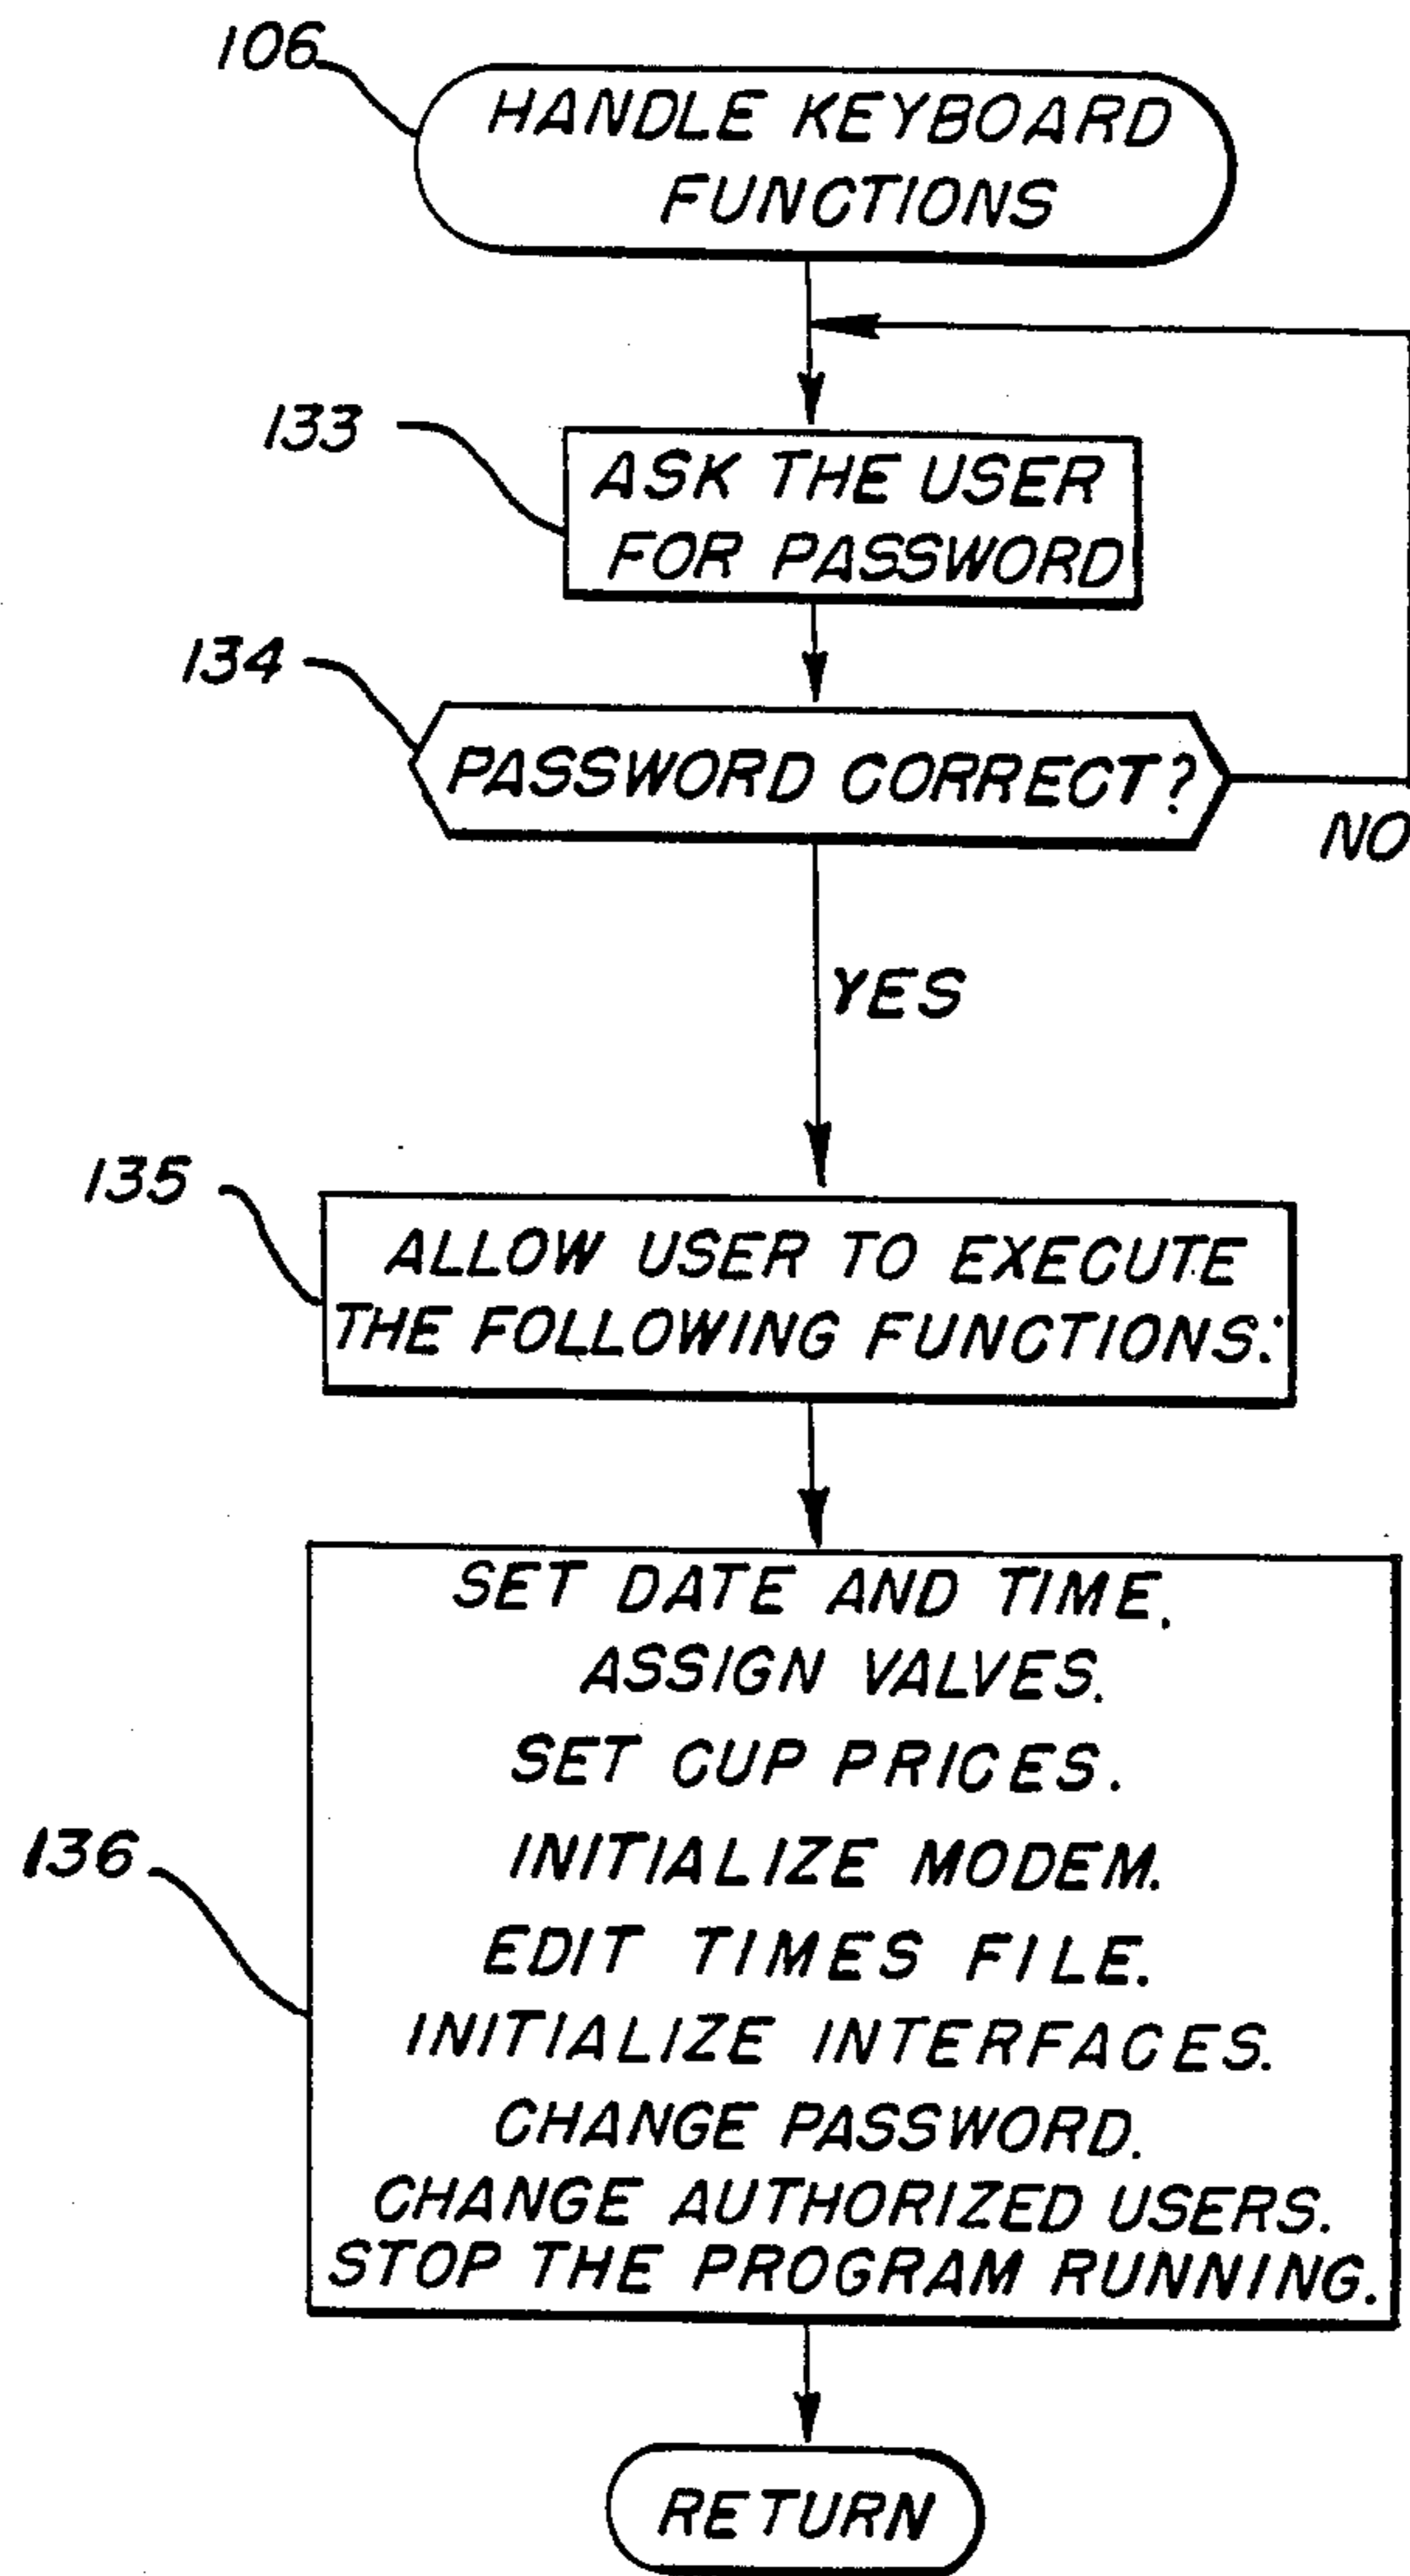 106
HANDLE KEYBOARD
FUNCTIONS
133
ASK THE USER
FOR PASSWORD
134
PASSWORD CORRECT?
NO
YES
135
ALLOW USER TO EXECUTE
THE FOLLOWING FUNCTIONS:
136
SET DATE AND TIME.
ASSIGN VALVES.
SET CUP PRICES.
INITIALIZE MODEM.
EDIT TIMES FILE.
INITIALIZE INTERFACES.
CHANGE PASSWORD.
CHANGE AUTHORIZED USERS.
STOP THE PROGRAM RUNNING.
RETURN